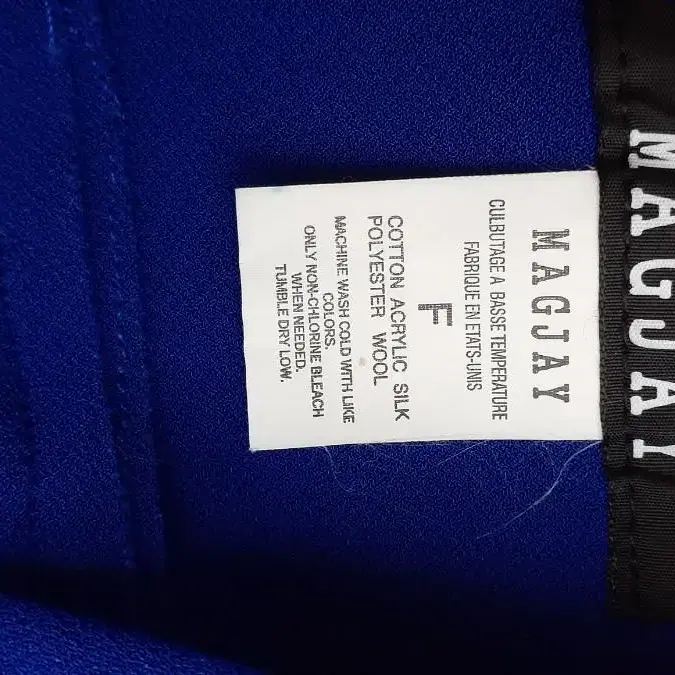 MAGJAY
CULBUTAGE A BASSE TEMPERATURE
FABRIQUE EN ETATS-UNIS
F
COTTON ACRYLIC SILK
POLYESTER WOOL
MACHINE WASH COLD WITH LIKE
COLORS.
ONLY NON-CHLORINE BLEACH
WHEN NEEDED.
TUMBLE DRY LOW.
MAGJAY